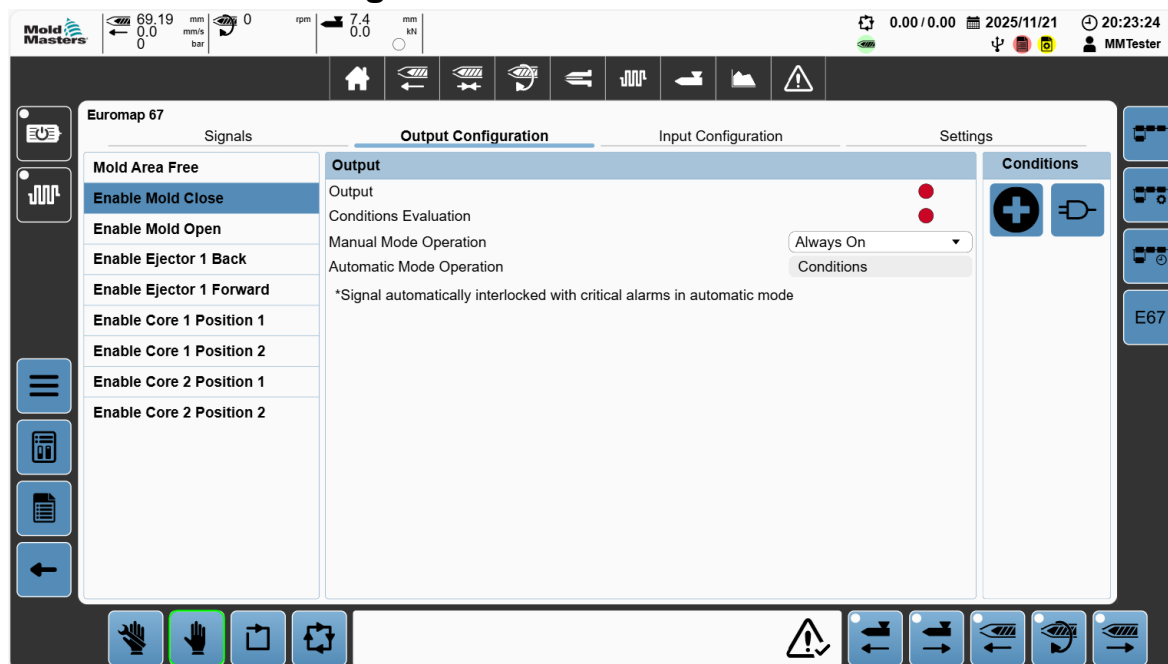 Mold Masters
69.19 mm
0.0 mm/s
0 bar
0 rpm
7.4 mm
0.0 kN
0.00 / 0.00
2025/11/21
20:23:24
MMTester
Euromap 67
Signals
Output Configuration
Input Configuration
Settings
Mold Area Free
Enable Mold Close
Enable Mold Open
Enable Ejector 1 Back
Enable Ejector 1 Forward
Enable Core 1 Position 1
Enable Core 1 Position 2
Enable Core 2 Position 1
Enable Core 2 Position 2
Output
Output
Conditions Evaluation
Manual Mode Operation Always On
Automatic Mode Operation Conditions
*Signal automatically interlocked with critical alarms in automatic mode
Conditions
E67